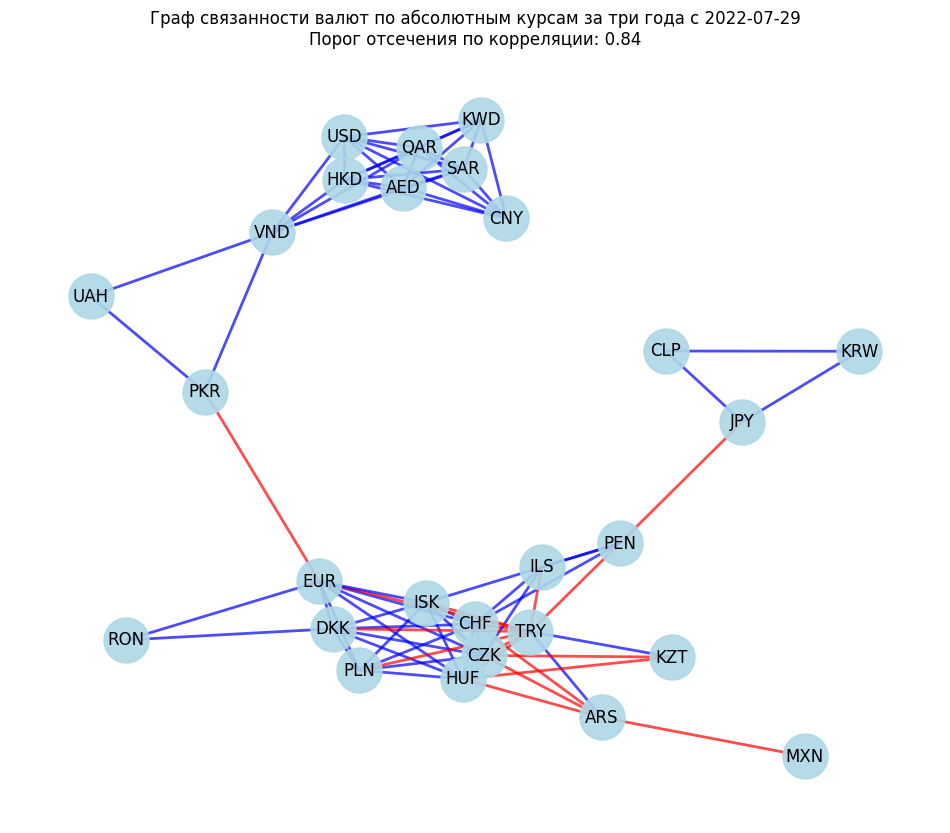 Граф связанности валют по абсолютным курсам за три года с 2022-07-29
Порог отсечения по корреляции: 0.84
KWD
USD
QAR
SAR
HKD
AED
CNY
VND
UAH
CLP
KRW
PKR
JPY
PEN
ILS
EUR
ISK
CHF
DKK
TRY
RON
CZK
KZT
PLN
HUF
ARS
MXN